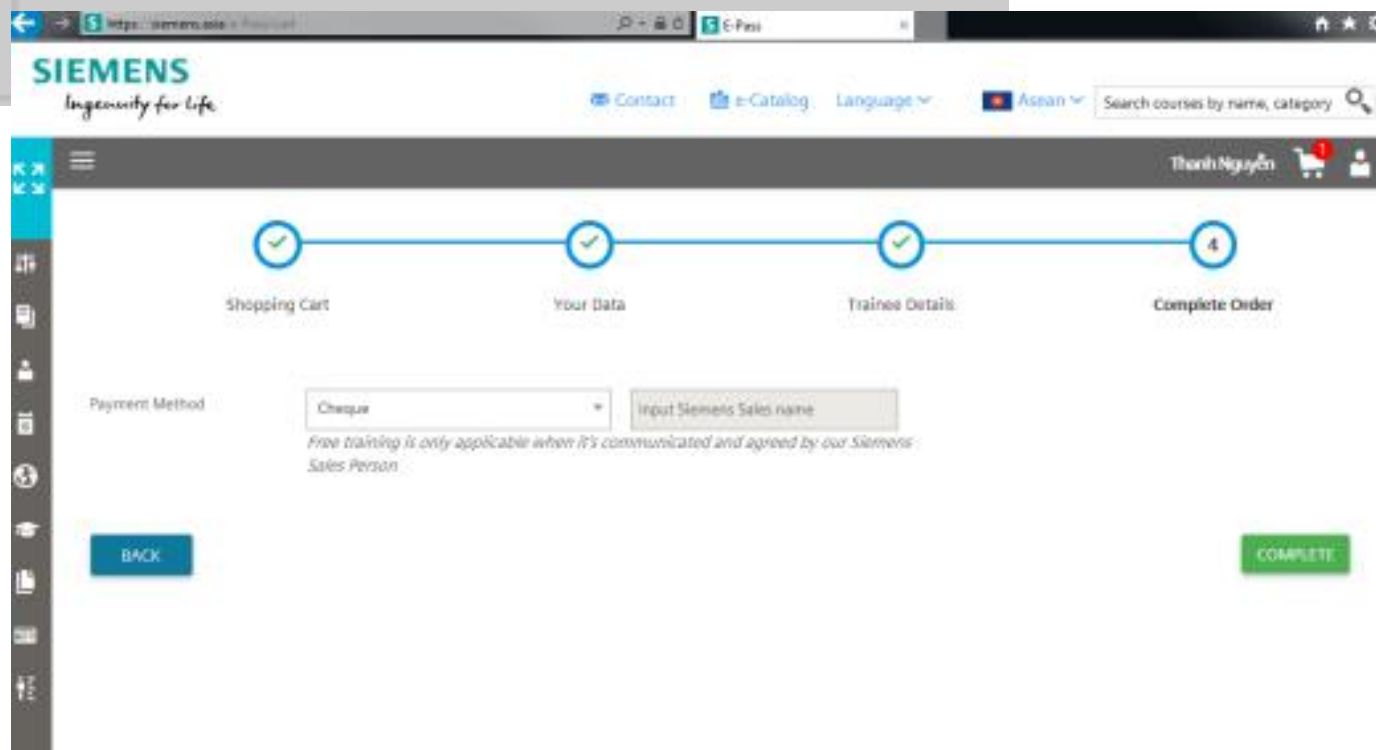 E-Pass
SIEMENS
Ingenuity for Life
Contact e-Catalog Language Asean Search courses by name, category
Thanh Nguyễn 1
4
Shopping Cart Your Data Trainee Details Complete Order
Payment Method Cheque Input Siemens Sales name
Free training is only applicable when it's communicated and agreed by our Siemens
Sales Person
BACK COMPLETE